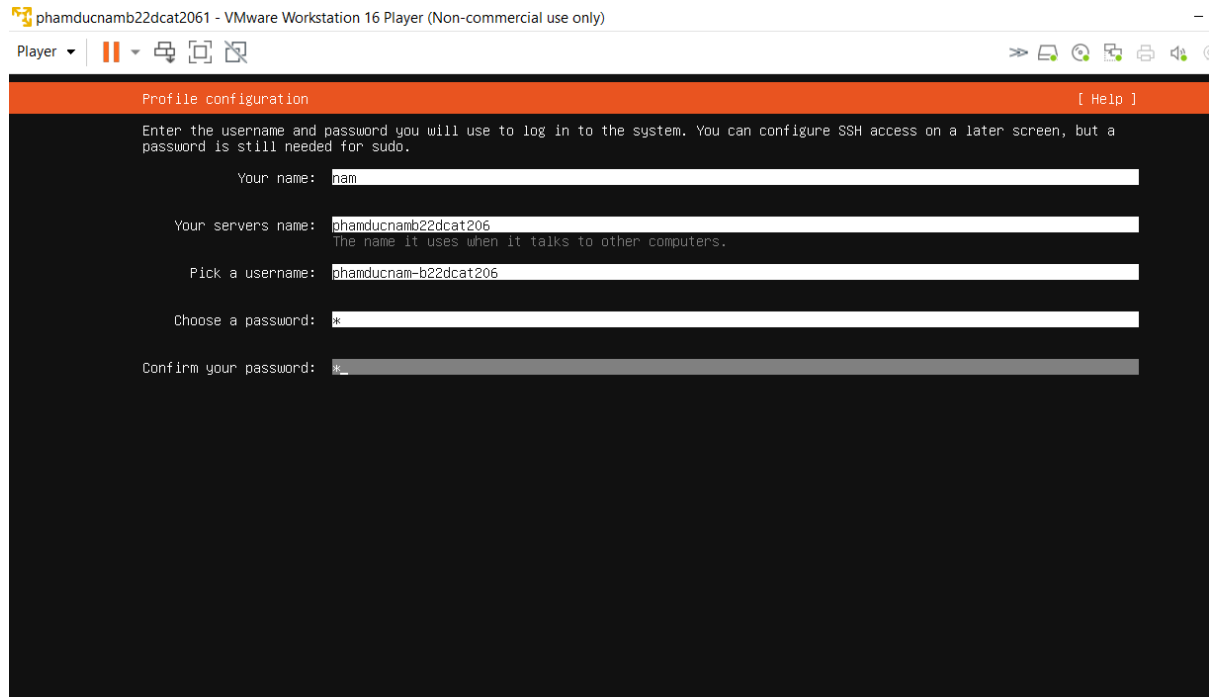 phamducnamb22dcat2061 - VMware Workstation 16 Player (Non-commercial use only)
Player
Profile configuration [ Help ]
Enter the username and password you will use to log in to the system. You can configure SSH access on a later screen, but a
password is still needed for sudo.
Your name: nam
Your servers name: phamducnamb22dcat206
The name it uses when it talks to other computers.
Pick a username: phamducnam-b22dcat206
Choose a password: *
Confirm your password: *_